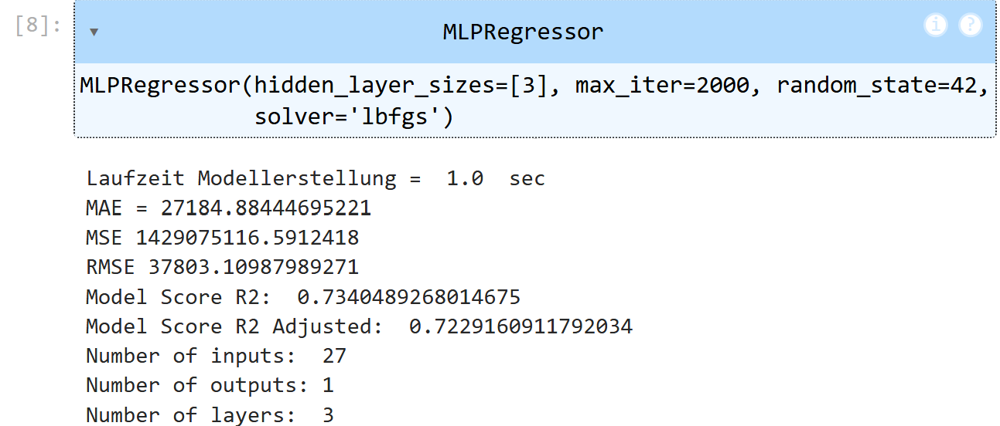 [8]:
MLPRegressor
i ?
MLPRegressor(hidden_layer_sizes=[3], max_iter=2000, random_state=42,
solver='lbfgs')
Laufzeit Modellerstellung =  1.0  sec
MAE = 27184.88444695221
MSE 1429075116.5912418
RMSE 37803.10987989271
Model Score R2:  0.7340489268014675
Model Score R2 Adjusted:  0.7229160911792034
Number of inputs:  27
Number of outputs: 1
Number of layers:  3